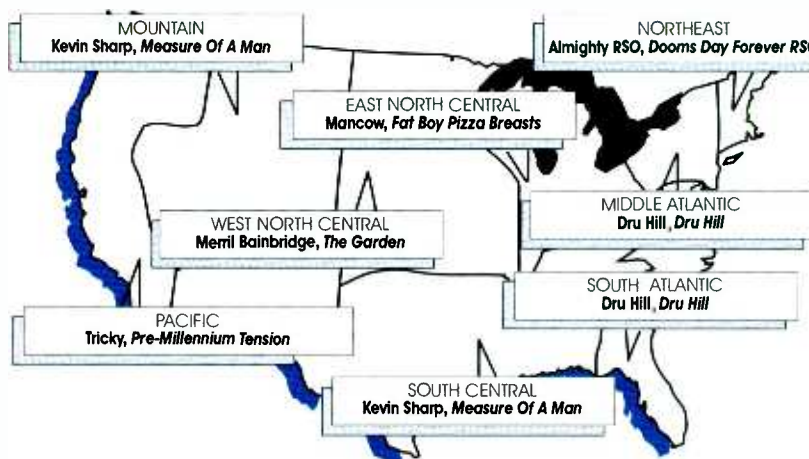 MOUNTAIN
Kevin Sharp, Measure Of A Man
NORTHEAST
Almighty RSO, Dooms Day Forever RSO
EAST NORTH CENTRAL
Mancow, Fat Boy Pizza Breasts
MIDDLE ATLANTIC
Dru Hill, Dru Hill
WEST NORTH CENTRAL
Merril Bainbridge, The Garden
SOUTH ATLANTIC
Dru Hill, Dru Hill
PACIFIC
Tricky, Pre-Millennium Tension
SOUTH CENTRAL
Kevin Sharp, Measure Of A Man